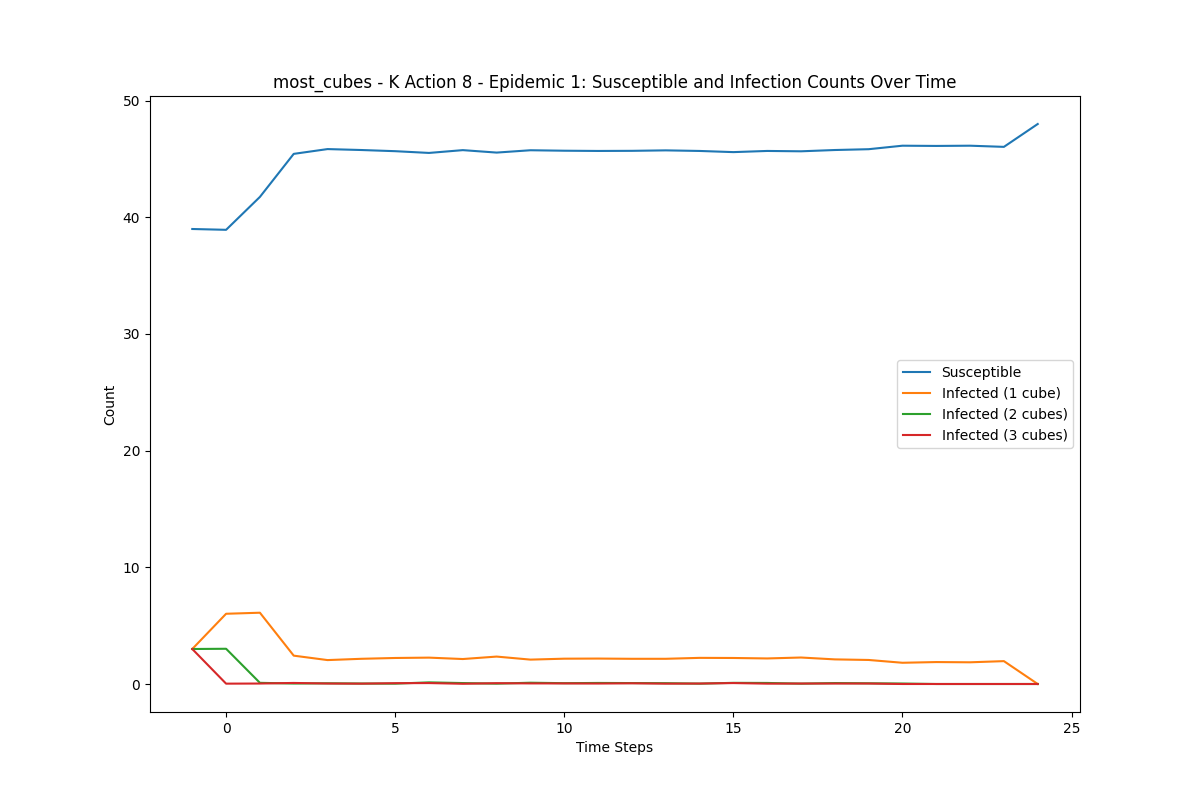 most_cubes - K Action 8 - Epidemic 1: Susceptible and Infection Counts Over Time
50
40
30
20
10
0
Count
Susceptible
Infected (1 cube)
Infected (2 cubes)
Infected (3 cubes)
0 5 10 15 20 25
Time Steps